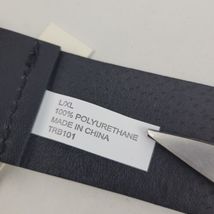 L/XL
100% POLYURETHANE
MADE IN CHINA
TRB101